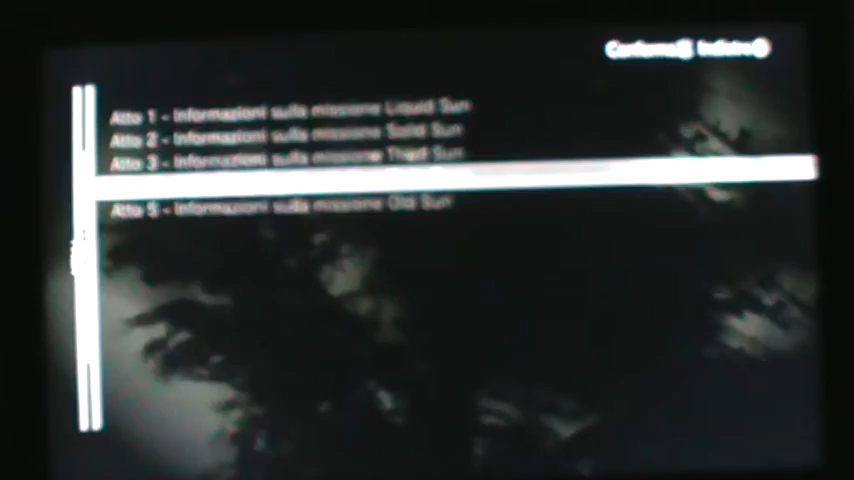 Conferma Indietro
Atto 1 - Informazioni sulla missione Liquid Sun
Atto 2 - Informazioni sulla missione Solid Sun
Atto 3 - Informazioni sulla missione Third Sun
Atto 5 - Informazioni sulla missione Old Sun